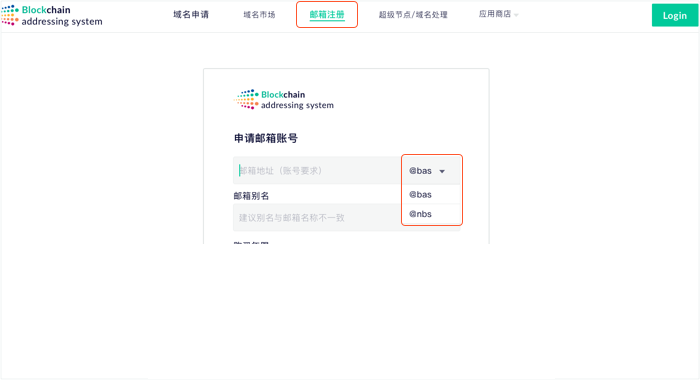 Blockchain
addressing system
域名申请 域名市场 邮箱注册 超级节点/域名处理 应用商店 Login
Blockchain
addressing system
申请邮箱账号
邮箱地址（账号要求） @bas
@bas
邮箱别名
@nbs
建议别名与邮箱名称不一致